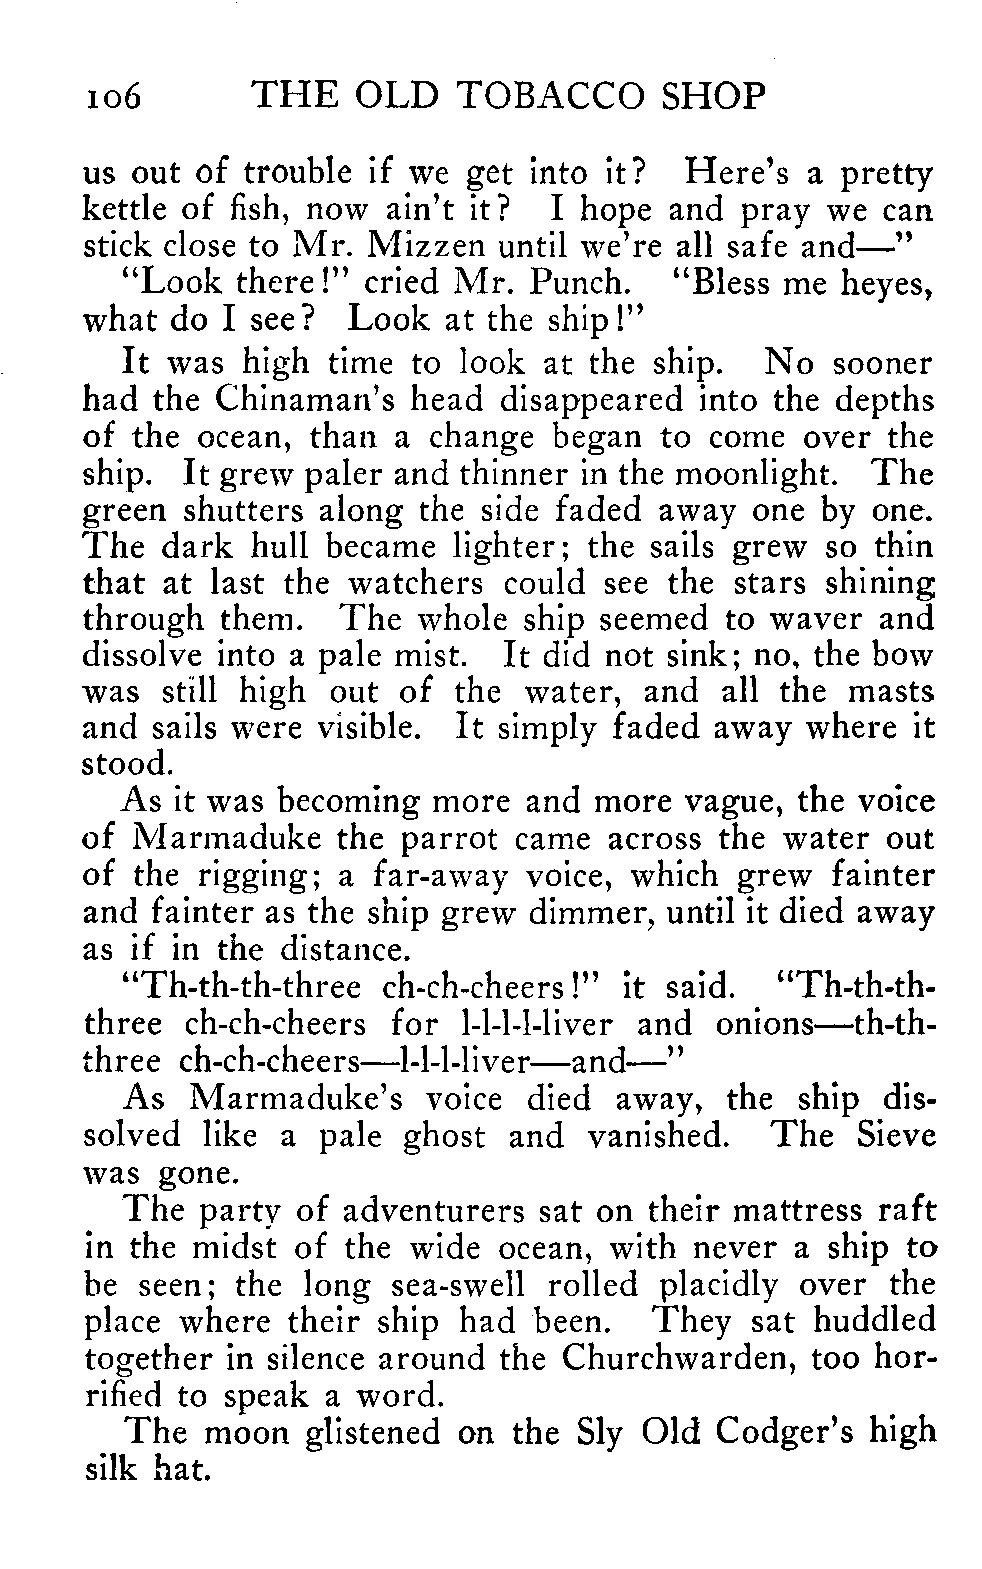 106 THE OLD TOBACCO SHOP
us out of trouble if we get into it? Here's a pretty
kettle of fish, now ain't it? I hope and pray we can
stick close to Mr. Mizzen until we're all safe and—"
"Look there!" cried Mr. Punch. "Bless me heyes,
what do I see? Look at the ship!"
It was high time to look at the ship. No sooner
had the Chinaman's head disappeared into the depths
of the ocean, than a change began to come over the
ship. It grew paler and thinner in the moonlight. The
green shutters along the side faded away one by one.
The dark hull became lighter; the sails grew so thin
that at last the watchers could see the stars shining
through them. The whole ship seemed to waver and
dissolve into a pale mist. It did not sink; no, the bow
was still high out of the water, and all the masts
and sails were visible. It simply faded away where it
stood.
As it was becoming more and more vague, the voice
of Marmaduke the parrot came across the water out
of the rigging; a far-away voice, which grew fainter
and fainter as the ship grew dimmer, until it died away
as if in the distance.
"Th-th-th-three ch-ch-cheers!" it said. "Th-th-th-
three ch-ch-cheers for l-l-l-l-liver and onions—th-th-
three ch-ch-cheers—l-l-l-liver—and—"
As Marmaduke's voice died away, the ship dis-
solved like a pale ghost and vanished. The Sieve
was gone.
The party of adventurers sat on their mattress raft
in the midst of the wide ocean, with never a ship to
be seen; the long sea-swell rolled placidly over the
place where their ship had been. They sat huddled
together in silence around the Churchwarden, too hor-
rified to speak a word.
The moon glistened on the Sly Old Codger's high
silk hat.